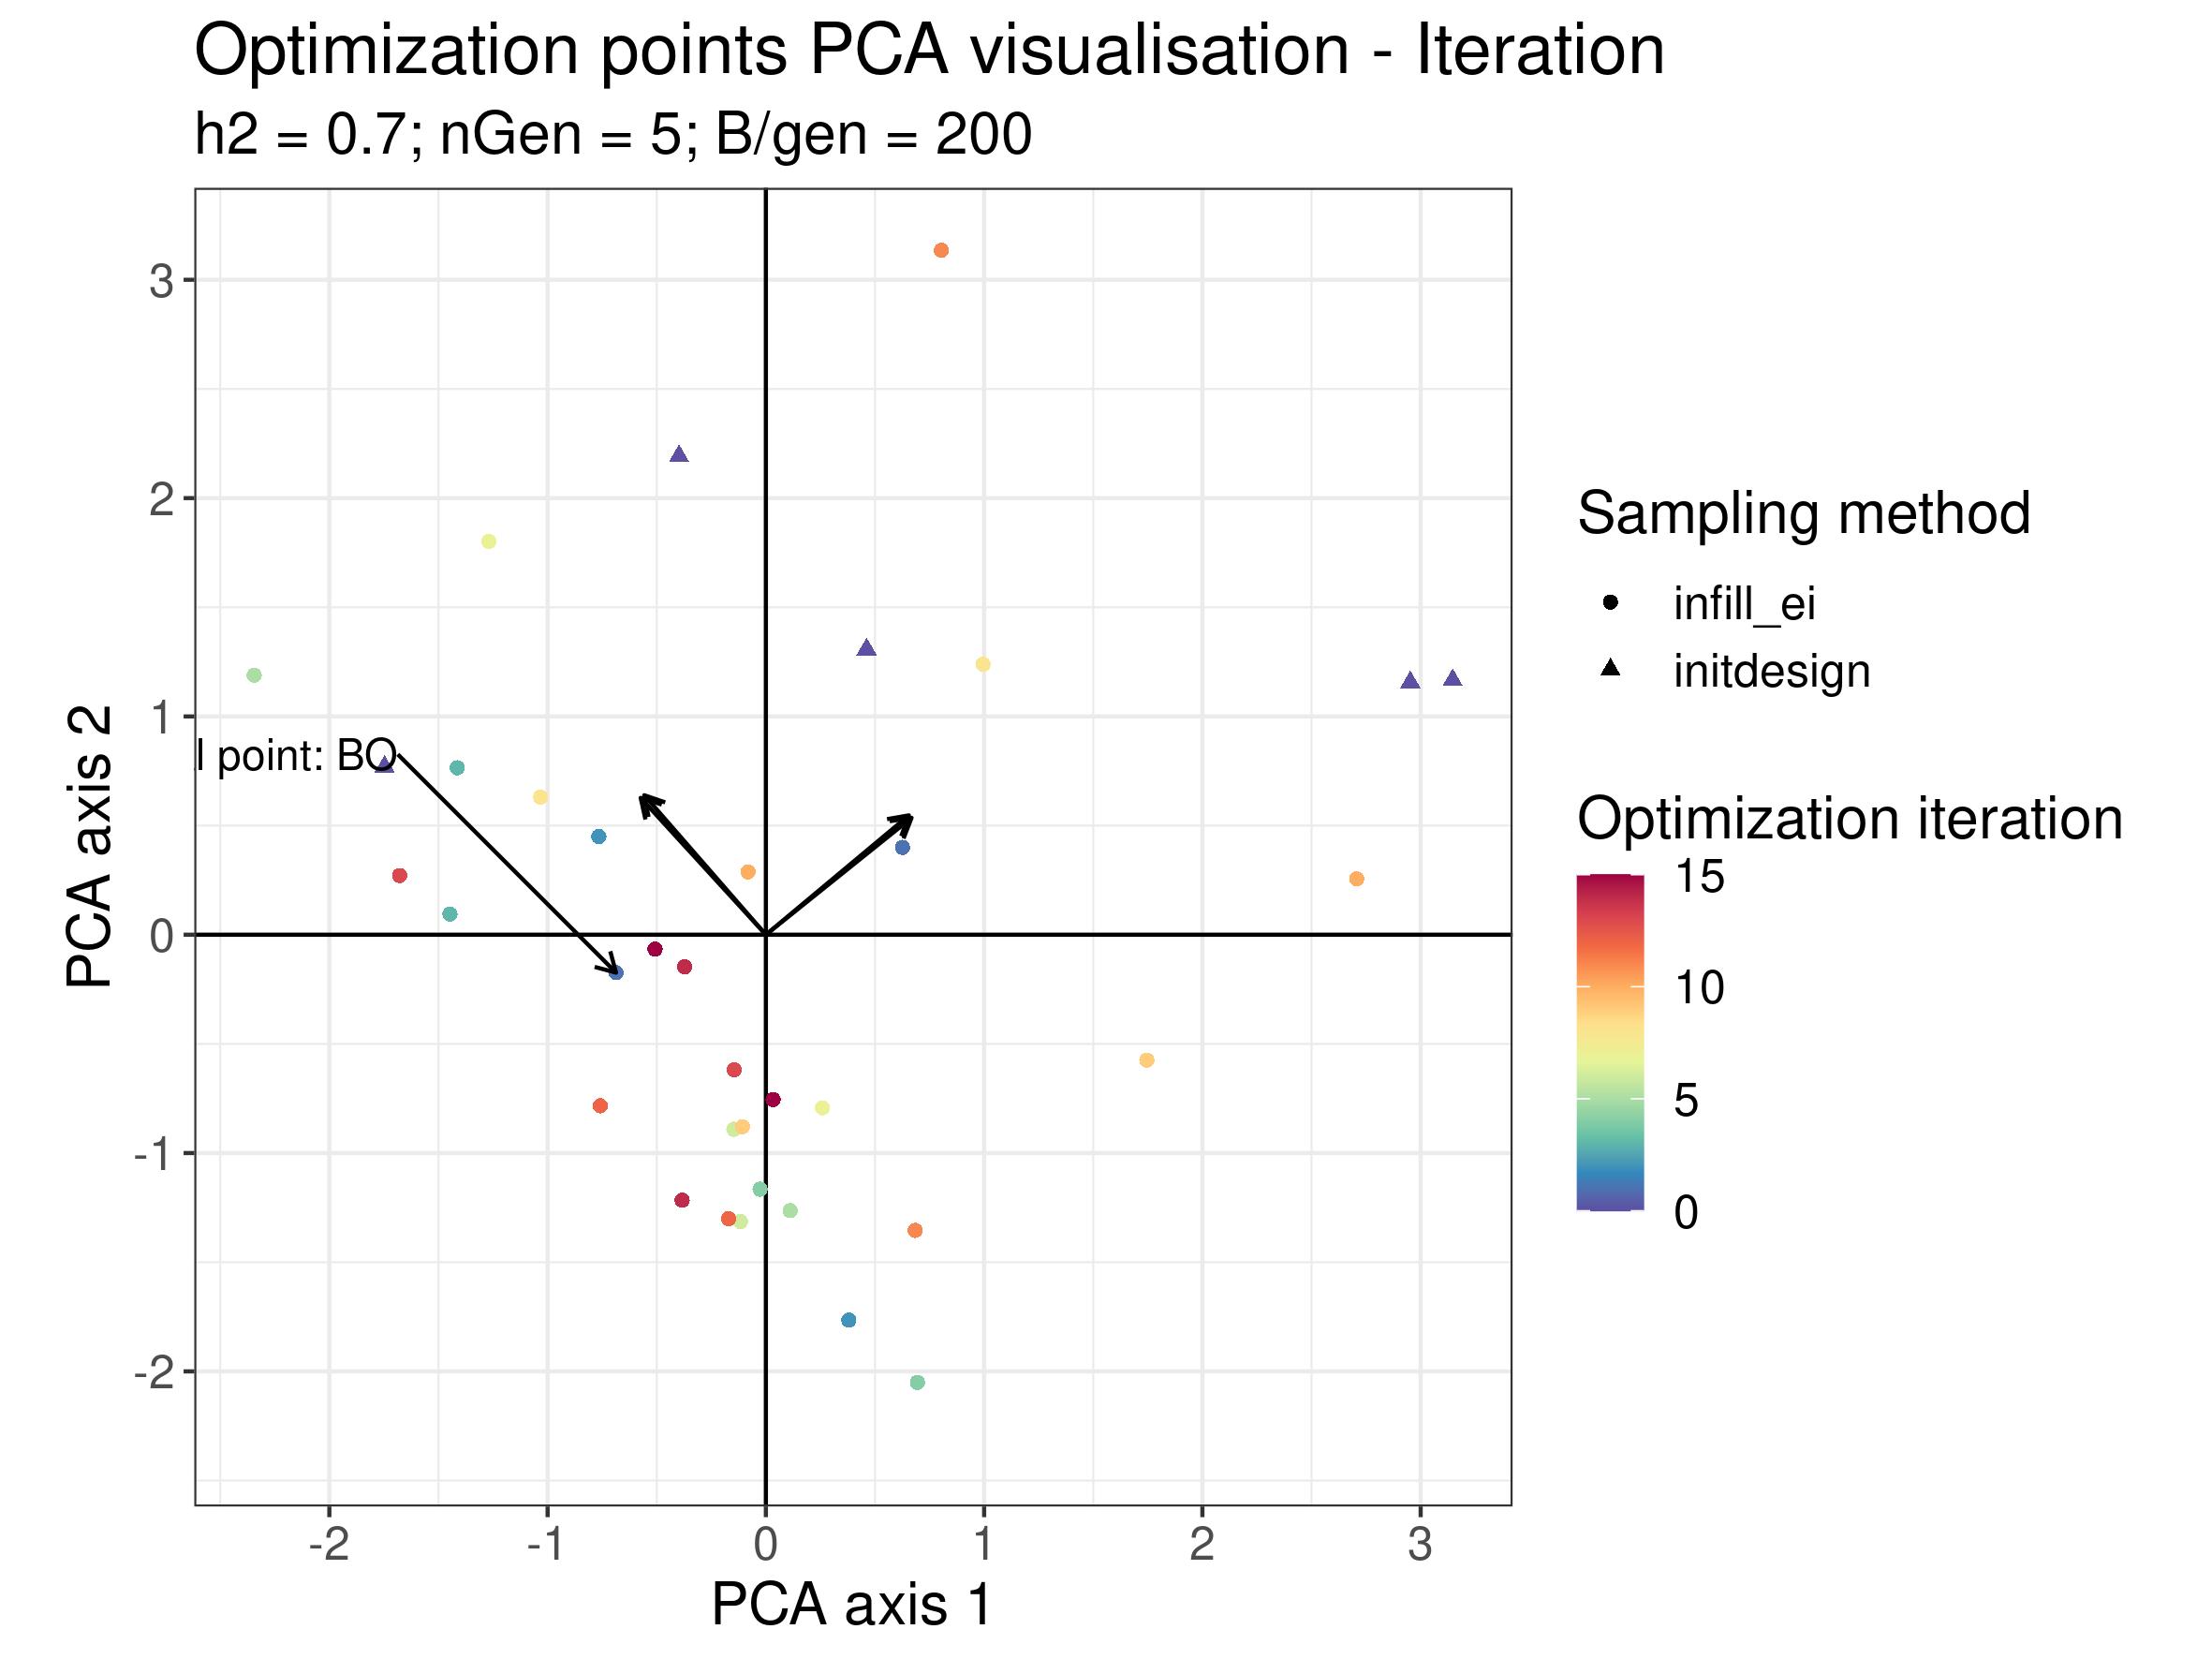 Optimization points PCA visualisation - Iteration
h2 = 0.7; nGen = 5; B/gen = 200
PCA axis 2
3
2
1
0
-1
-2
l point: BO
-2
-1
0
1
2
3
PCA axis 1
Sampling method
infill_ei
initdesign
Optimization iteration
15
10
5
0